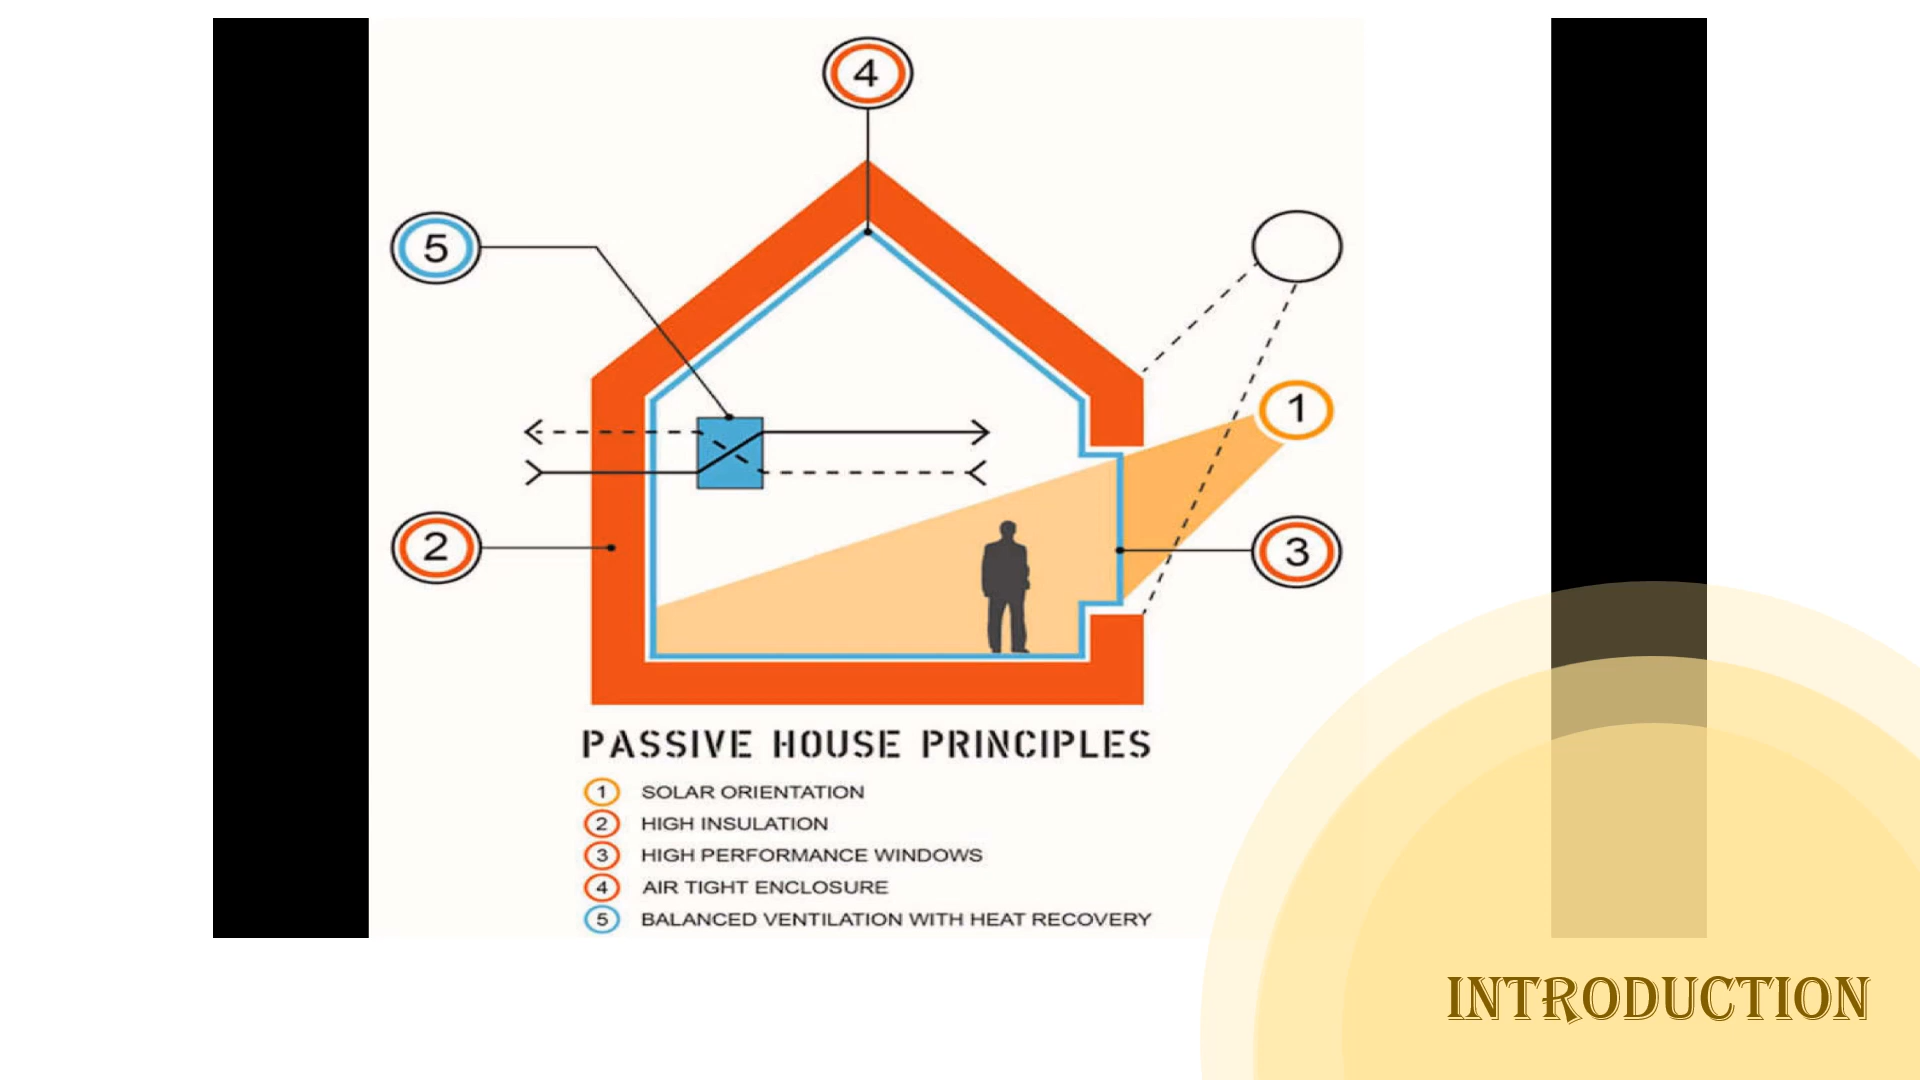 4
5
1
2
3
PASSIVE HOUSE PRINCIPLES
1 SOLAR ORIENTATION
2 HIGH INSULATION
3 HIGH PERFORMANCE WINDOWS
4 AIR TIGHT ENCLOSURE
5 BALANCED VENTILATION WITH HEAT RECOVERY
INTRODUCTION